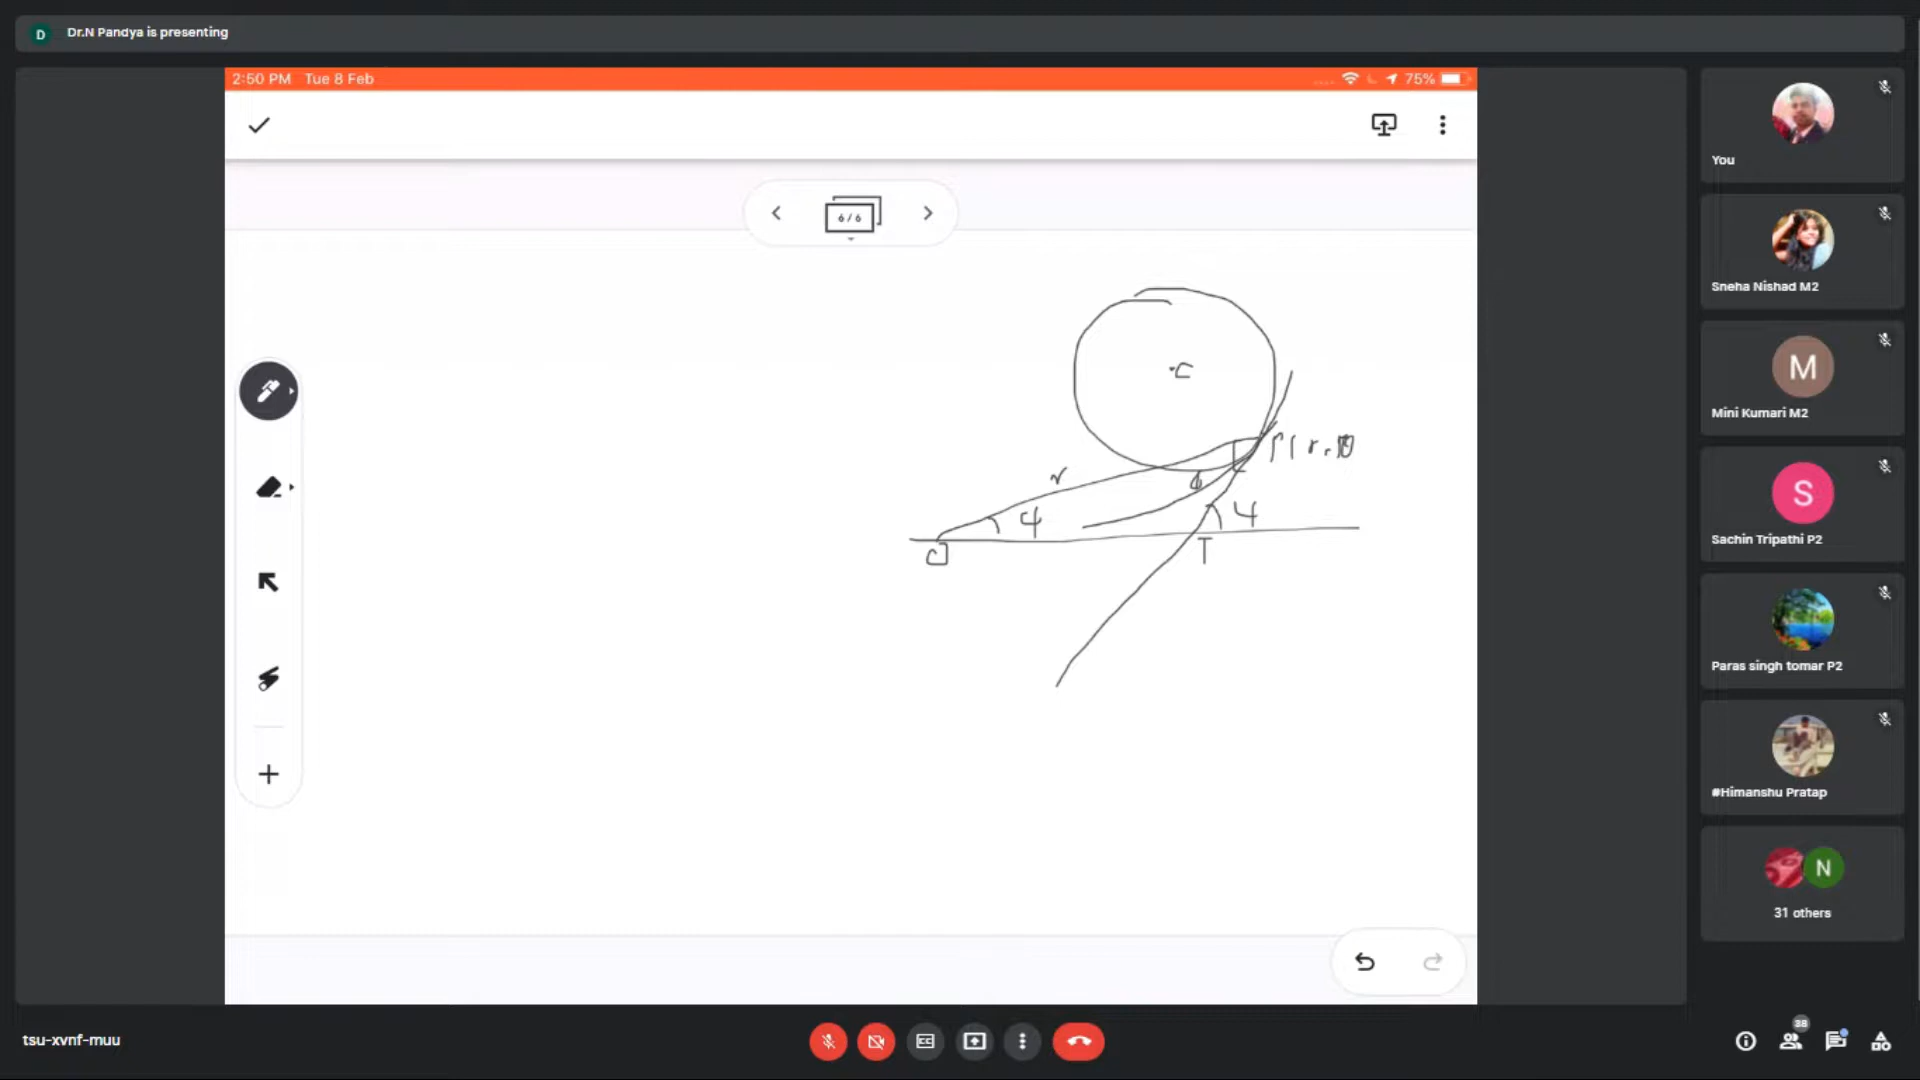 D Dr.N Pandya is presenting
2:50 PM Tue 8 Feb
75%
6/6
C
r
O
T
You
Sneha Nishad M2
M
Mini Kumari M2
S
Sachin Tripathi P2
Paras singh tomar P2
#Himanshu Pratap
N
31 others
tsu-xvnf-muu
38